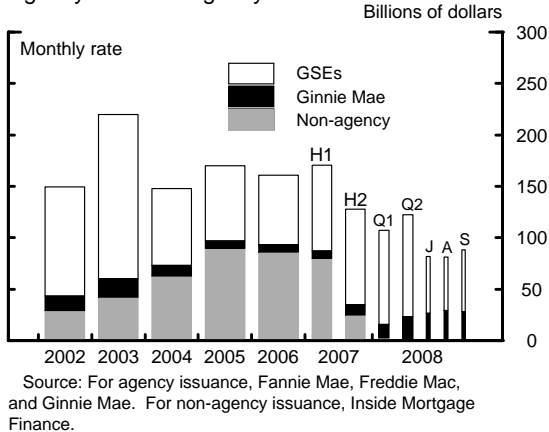 Billions of dollars
Monthly rate
GSEs
Ginnie Mae
Non-agency
H1
H2
Q1
Q2
J
A
S
300
250
200
150
100
50
0
2002 2003 2004 2005 2006 2007 2008
Source: For agency issuance, Fannie Mae, Freddie Mac,
and Ginnie Mae. For non-agency issuance, Inside Mortgage
Finance.